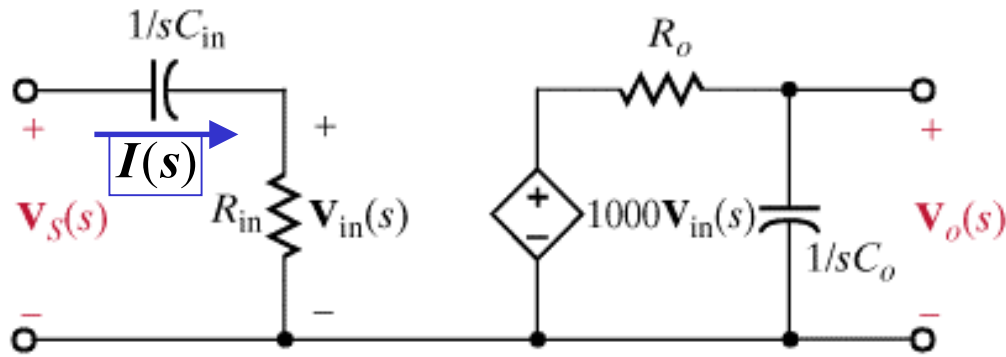 1/sC_in
R_o
+
+
+
I(s)
V_S(s)
R_in
V_in(s)
+
−
1000V_in(s)
1/sC_o
V_o(s)
−
−
−